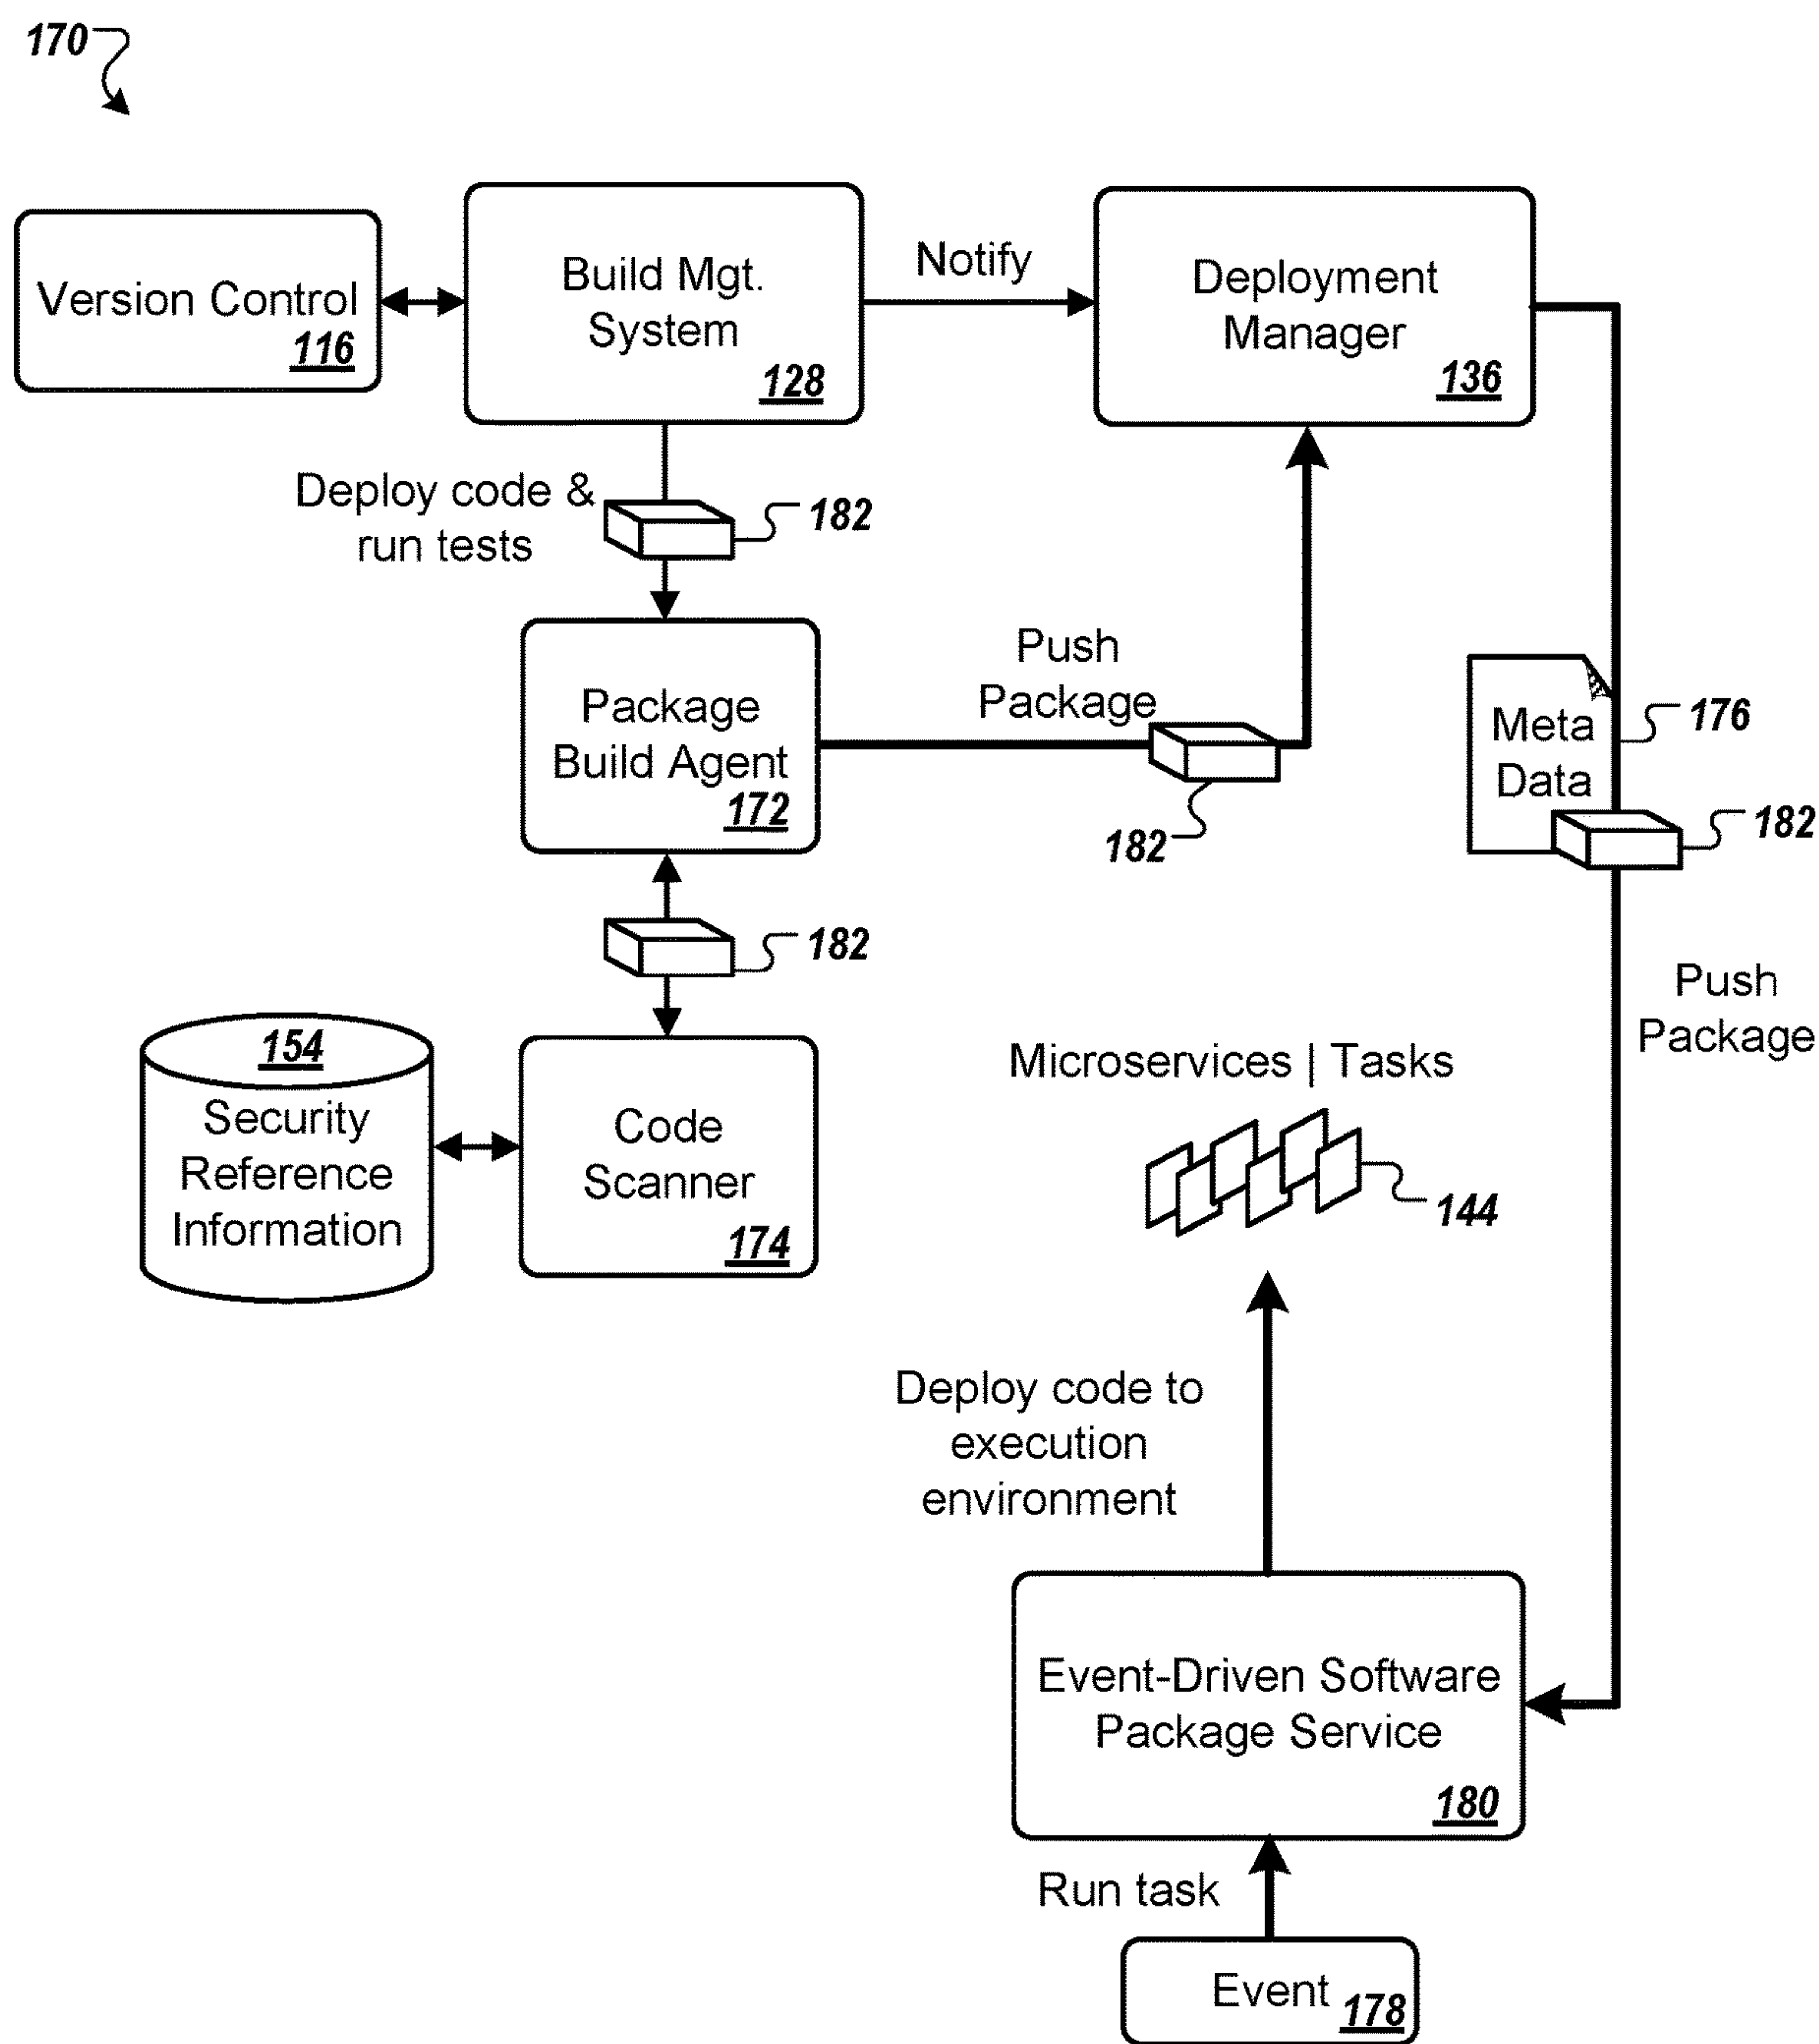 170
Version Control
116
Build Mgt.
System
128
Notify
Deployment
Manager
136
Deploy code &
run tests
182
Package
Build Agent
172
Push
Package
182
Meta
Data
176
182
Push
Package
182
154
Security
Reference
Information
Code
Scanner
174
Microservices | Tasks
144
Deploy code to
execution
environment
Event-Driven Software
Package Service
180
Run task
Event
178